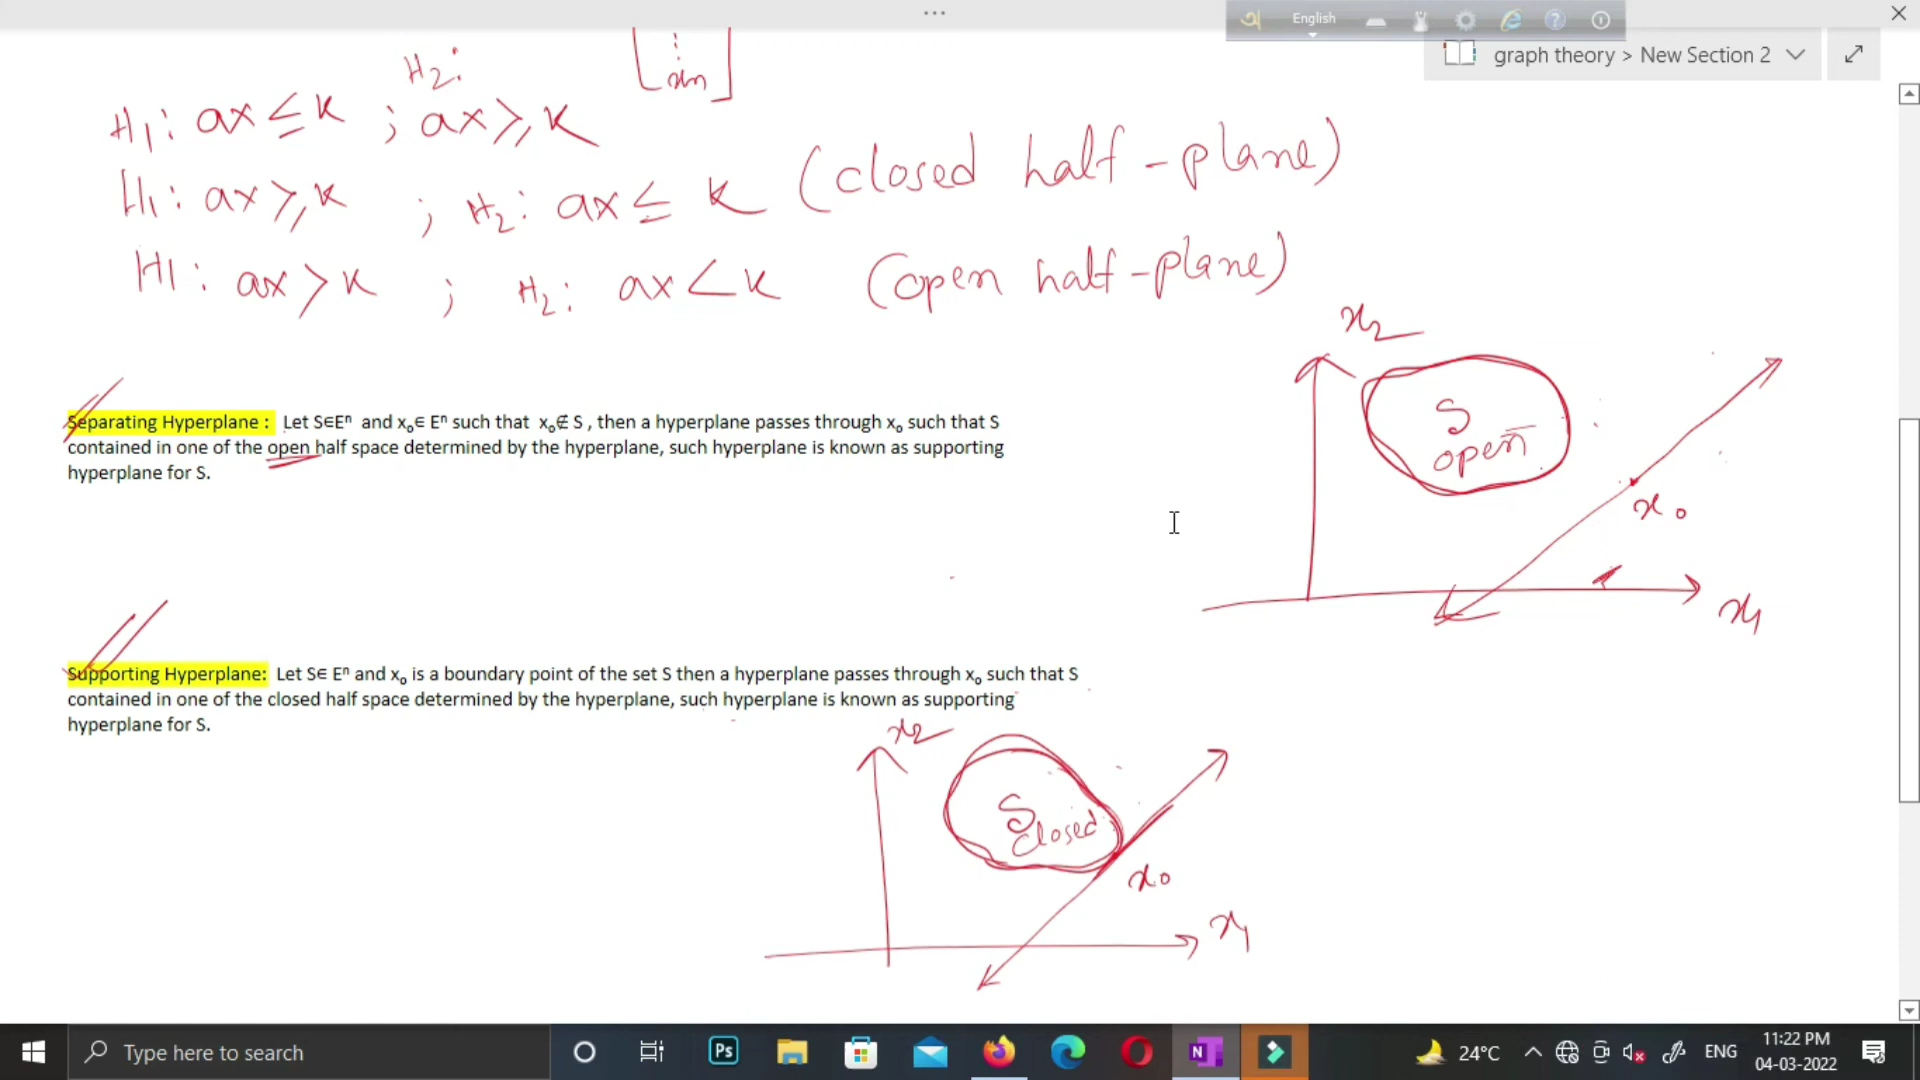 English
graph theory > New Section 2
H2:
xn
H1: ax ≤ k ; ax ≥ k
H1: ax ≥ k ; H2: ax ≤ k (closed half-plane)
H1: ax > k ; H2: ax < k (open half-plane)
x2
S
open
x0
x1
Separating Hyperplane : Let S∈Eⁿ and x₀∈ Eⁿ such that x₀∉ S , then a hyperplane passes through x₀ such that S
contained in one of the open half space determined by the hyperplane, such hyperplane is known as supporting
hyperplane for S.
Supporting Hyperplane: Let S∈ Eⁿ and x₀ is a boundary point of the set S then a hyperplane passes through x₀ such that S
contained in one of the closed half space determined by the hyperplane, such hyperplane is known as supporting
hyperplane for S.
x2
S
closed
x0
x1
Type here to search
Ps
N
24°C
ENG
11:22 PM
04-03-2022